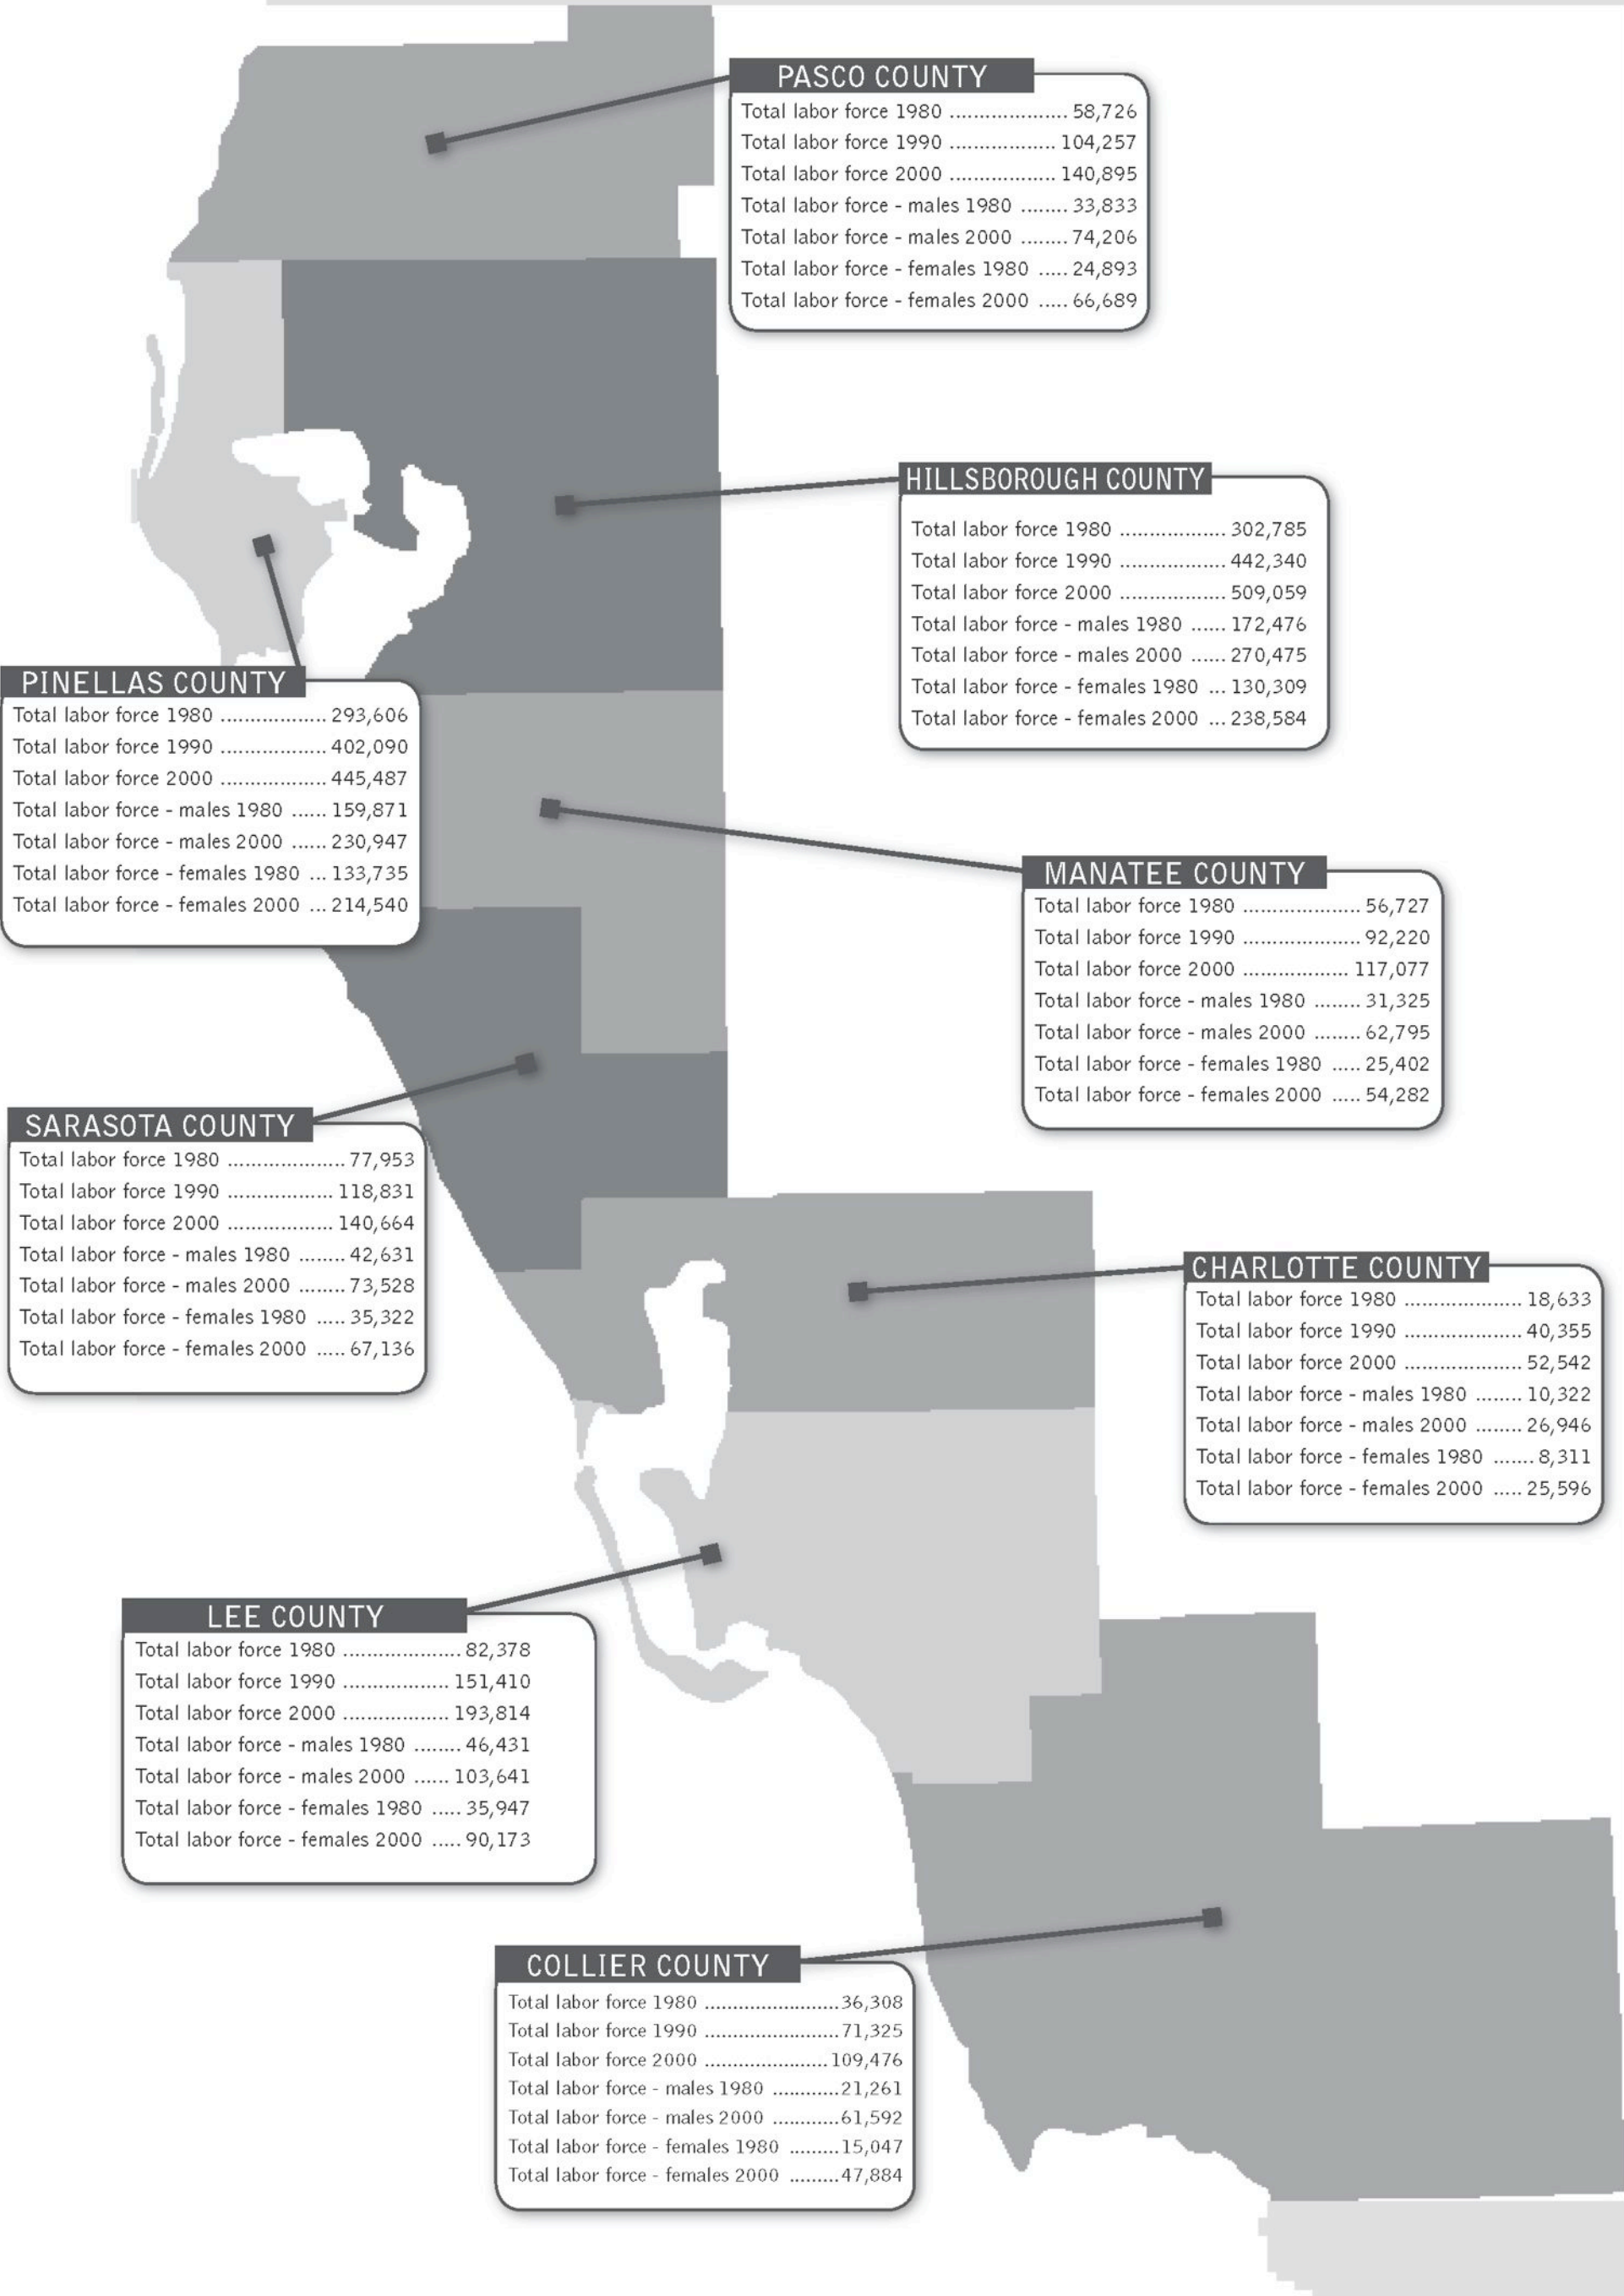 PASCO COUNTY
Total labor force 1980 .................... 58,726
Total labor force 1990 .................. 104,257
Total labor force 2000 .................. 140,895
Total labor force - males 1980 ........ 33,833
Total labor force - males 2000 ........ 74,206
Total labor force - females 1980 ..... 24,893
Total labor force - females 2000 ..... 66,689
HILLSBOROUGH COUNTY
Total labor force 1980 .................. 302,785
Total labor force 1990 .................. 442,340
Total labor force 2000 .................. 509,059
Total labor force - males 1980 ...... 172,476
Total labor force - males 2000 ...... 270,475
Total labor force - females 1980 ... 130,309
Total labor force - females 2000 ... 238,584
PINELLAS COUNTY
Total labor force 1980 .................. 293,606
Total labor force 1990 .................. 402,090
Total labor force 2000 .................. 445,487
Total labor force - males 1980 ...... 159,871
Total labor force - males 2000 ...... 230,947
Total labor force - females 1980 ... 133,735
Total labor force - females 2000 ... 214,540
MANATEE COUNTY
Total labor force 1980 .................... 56,727
Total labor force 1990 .................... 92,220
Total labor force 2000 .................. 117,077
Total labor force - males 1980 ........ 31,325
Total labor force - males 2000 ........ 62,795
Total labor force - females 1980 ..... 25,402
Total labor force - females 2000 ..... 54,282
SARASOTA COUNTY
Total labor force 1980 .................... 77,953
Total labor force 1990 .................. 118,831
Total labor force 2000 .................. 140,664
Total labor force - males 1980 ........ 42,631
Total labor force - males 2000 ........ 73,528
Total labor force - females 1980 ..... 35,322
Total labor force - females 2000 ..... 67,136
CHARLOTTE COUNTY
Total labor force 1980 .................... 18,633
Total labor force 1990 .................... 40,355
Total labor force 2000 .................... 52,542
Total labor force - males 1980 ........ 10,322
Total labor force - males 2000 ........ 26,946
Total labor force - females 1980 ....... 8,311
Total labor force - females 2000 ..... 25,596
LEE COUNTY
Total labor force 1980 .................... 82,378
Total labor force 1990 .................. 151,410
Total labor force 2000 .................. 193,814
Total labor force - males 1980 ........ 46,431
Total labor force - males 2000 ...... 103,641
Total labor force - females 1980 ..... 35,947
Total labor force - females 2000 ..... 90,173
COLLIER COUNTY
Total labor force 1980 ........................36,308
Total labor force 1990 ........................71,325
Total labor force 2000 ......................109,476
Total labor force - males 1980 ............21,261
Total labor force - males 2000 ............61,592
Total labor force - females 1980 .........15,047
Total labor force - females 2000 .........47,884